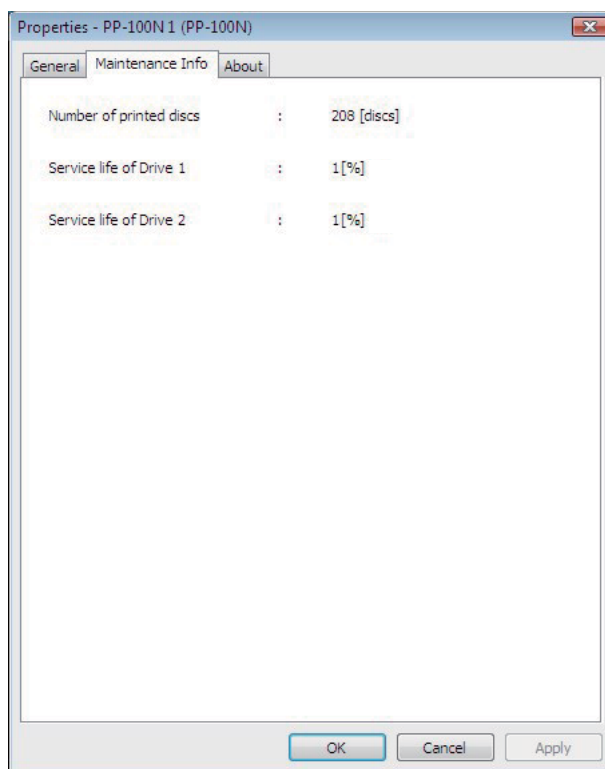 Properties - PP-100N 1 (PP-100N)
General Maintenance Info About
Number of printed discs : 208 [discs]
Service life of Drive 1 : 1[%]
Service life of Drive 2 : 1[%]
OK Cancel Apply